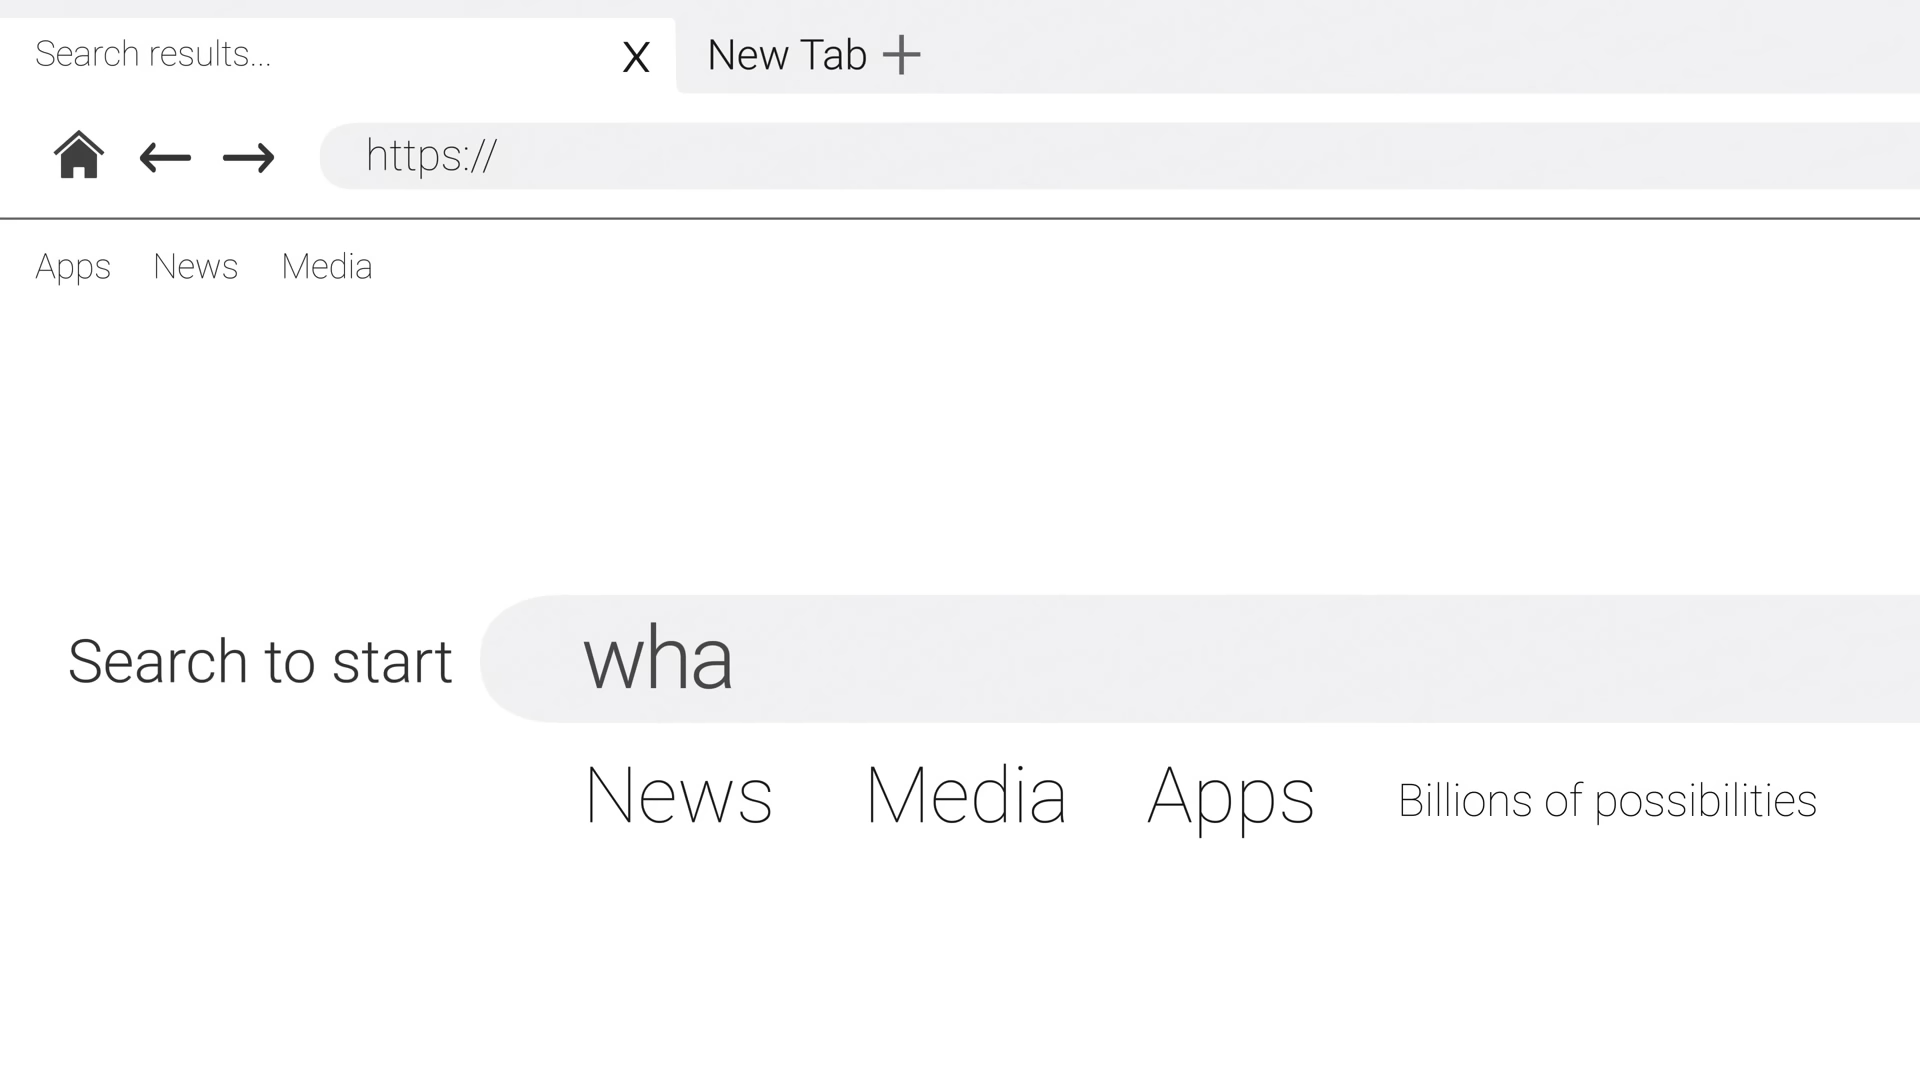 Search results... X New Tab +
https://
Apps News Media
Search to start wha
News Media Apps Billions of possibilities